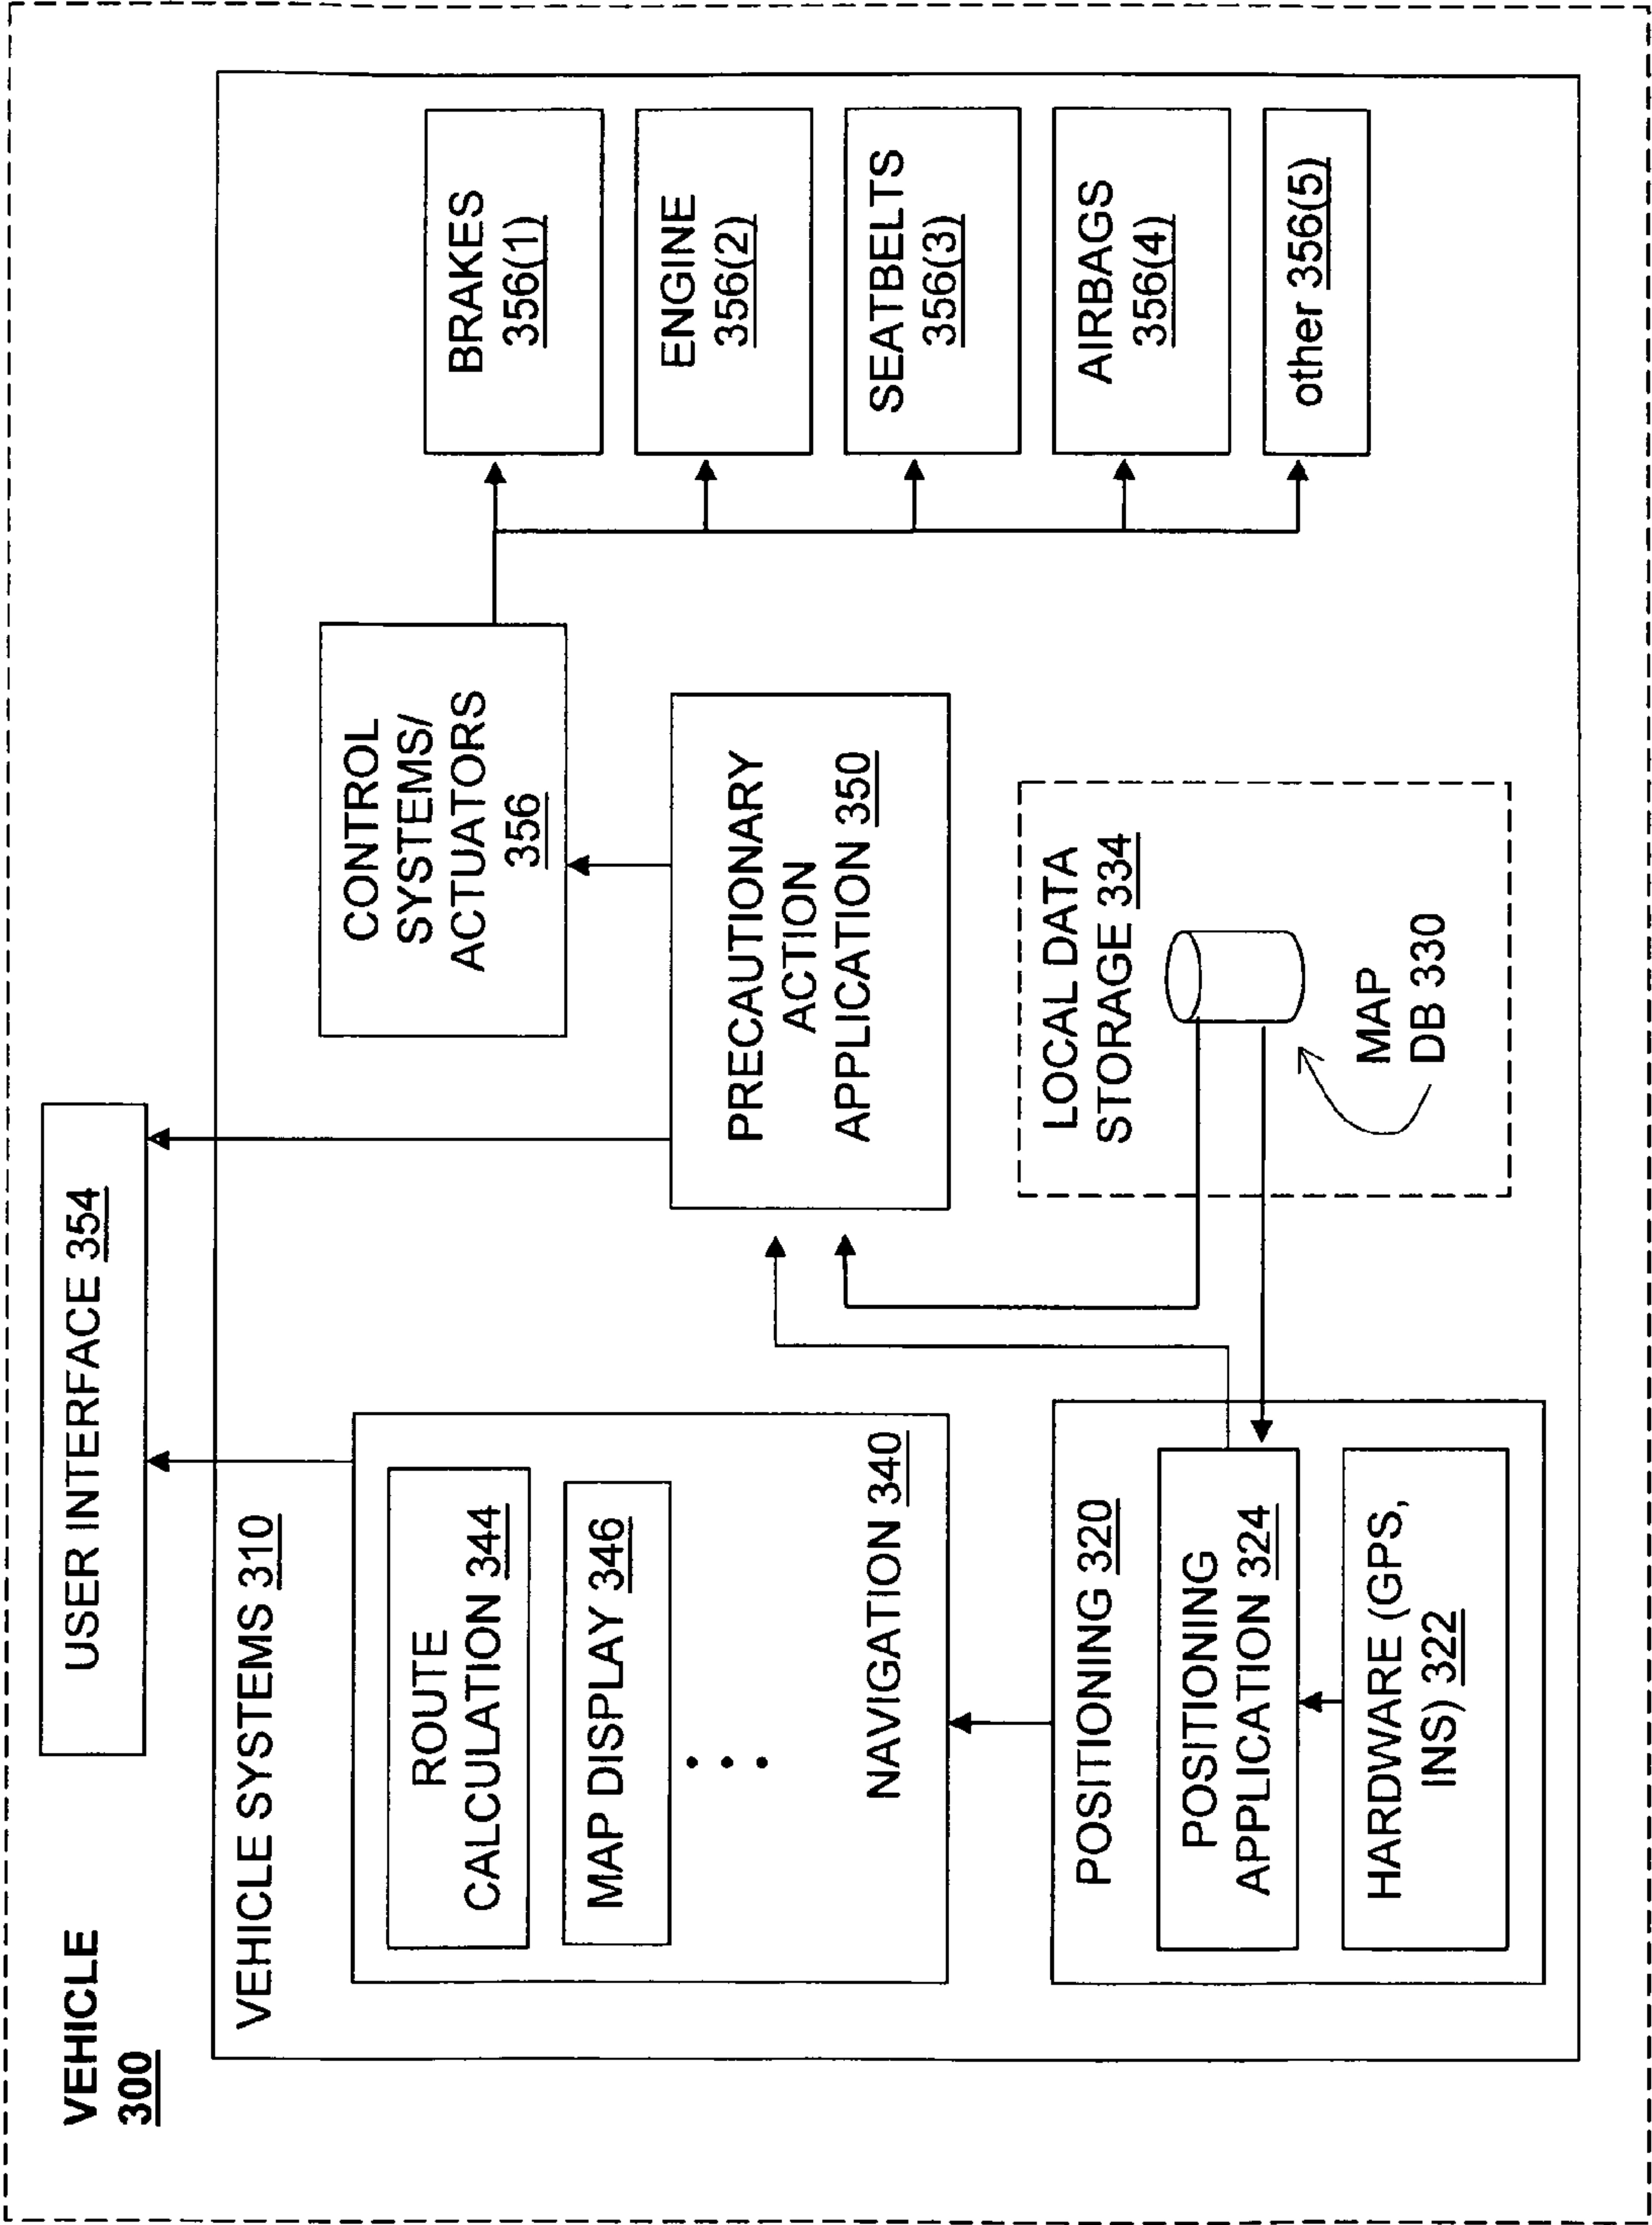 VEHICLE
300
USER INTERFACE 354
VEHICLE SYSTEMS 310
ROUTE
CALCULATION 344
MAP DISPLAY 346
NAVIGATION 340
POSITIONING 320
POSITIONING
APPLICATION 324
HARDWARE (GPS,
INS) 322
CONTROL
SYSTEMS/
ACTUATORS
356
PRECAUTIONARY
ACTION
APPLICATION 350
LOCAL DATA
STORAGE 334
MAP
DB 330
BRAKES
356(1)
ENGINE
356(2)
SEATBELTS
356(3)
AIRBAGS
356(4)
other 356(5)